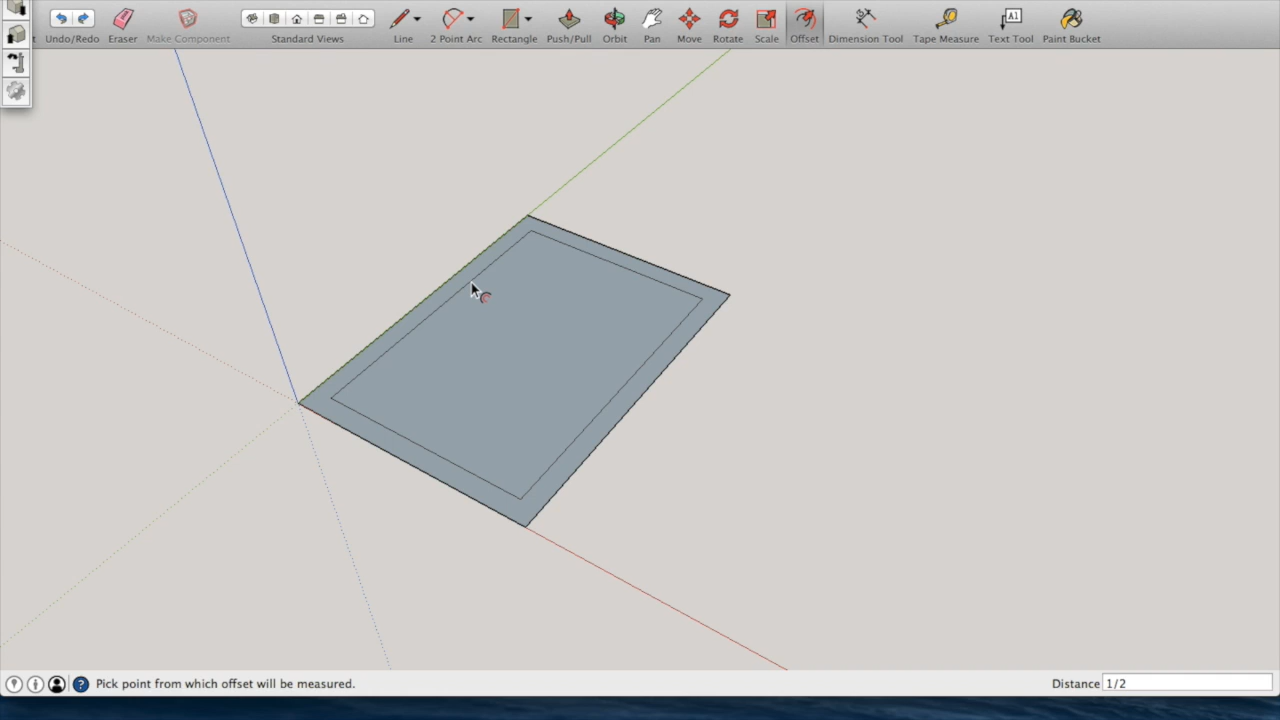 Undo/Redo Eraser Make Component Standard Views Line 2 Point Arc Rectangle Push/Pull Orbit Pan Move Rotate Scale Offset Dimension Tool Tape Measure Text Tool Paint Bucket
A1
Pick point from which offset will be measured. Distance 1/2